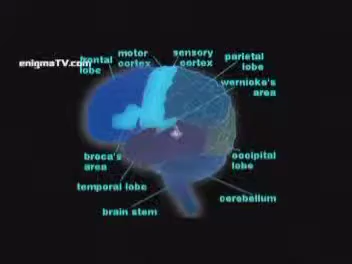 enigmaTV.com
frontal
lobe
motor
cortex
sensory
cortex
parietal
lobe
wernicke's
area
broca's
area
occipital
lobe
temporal lobe
cerebellum
brain stem